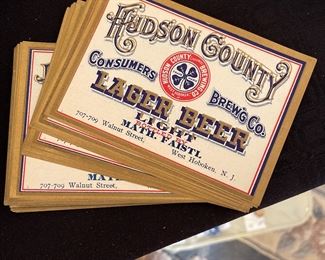 HUDSON COUNTY
CONSUMERS BREW'G CO.
HUDSON COUNTY BREWING CO.
LAGER BEER
LIGHT
MATH. FAISTL
707-709 Walnut Street, West Hoboken, N. J.
MAT
707-709 Walnut Street,